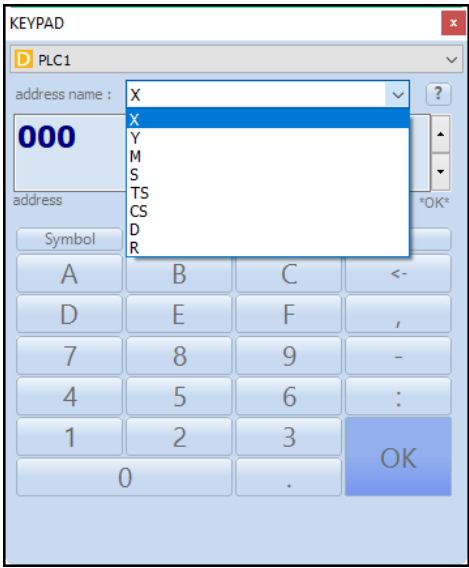 KEYPAD
x
D PLC1
address name : X ?
000
X
Y
M
S
TS
CS
D
R
address *OK*
Symbol
A B C <-
D E F ,
7 8 9 -
4 5 6 :
1 2 3 OK
0 .